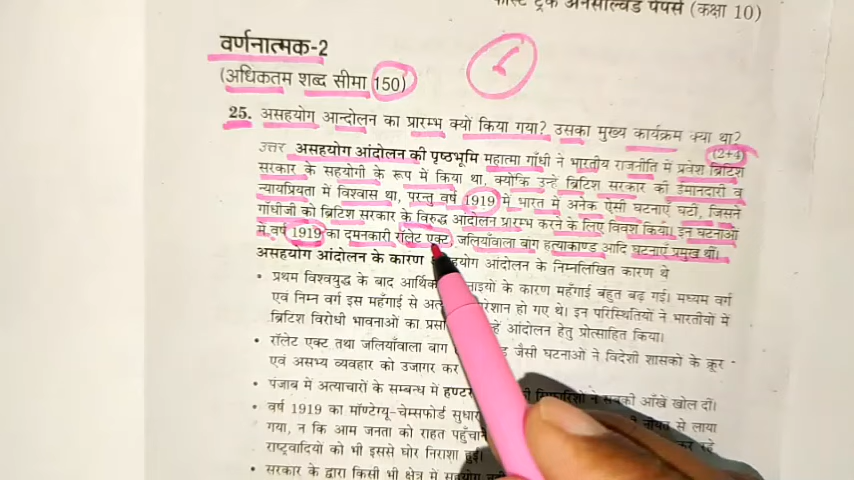 फास्ट ट्रैक अनसॉल्वड पेपर्स (कक्षा 10)
वर्णनात्मक-2
(अधिकतम शब्द सीमा 150)
25. असहयोग आन्दोलन का प्रारम्भ क्यों किया गया? उसका मुख्य कार्यक्रम क्या था?
(2+4)
उत्तर असहयोग आंदोलन की पृष्ठभूमि महात्मा गाँधी ने भारतीय राजनीति में प्रवेश ब्रिटिश
सरकार के सहयोगी के रूप में किया था, क्योंकि उन्हें ब्रिटिश सरकार की ईमानदारी व
न्यायप्रियता में विश्वास था, परन्तु वर्ष 1919 में भारत में अनेक ऐसी घटनाएँ घटीं, जिसने
गाँधीजी को ब्रिटिश सरकार के विरुद्ध आंदोलन प्रारम्भ करने के लिए विवश किया। इन घटनाओं
में वर्ष 1919 का दमनकारी रॉलेट एक्ट, जलियाँवाला बाग हत्याकाण्ड आदि घटनाएँ प्रमुख थीं।
असहयोग आंदोलन के कारण आंदोलन के निम्नलिखित कारण थे
• प्रथम विश्वयुद्ध के बाद आर्थिक के कारण महँगाई बहुत बढ़ गई। मध्यम वर्ग
एवं निम्न वर्ग इस महँगाई से हो गए थे। इन परिस्थितियों ने भारतीयों में
ब्रिटिश विरोधी भावनाओं का आंदोलन हेतु प्रोत्साहित किया।
• रॉलेट एक्ट तथा जलियाँवाला बाग जैसी घटनाओं ने विदेशी शासकों के क्रूर
एवं असभ्य व्यवहार को उजागर कर
• पंजाब में अत्याचारों के सम्बन्ध में की ने सबको आँखें खोल दीं।
• वर्ष 1919 का मॉण्टेग्यू-चेम्सफोर्ड सुधार नीयत से लाया
गया, न कि आम जनता को राहत पहुँचाने कर रहे
राष्ट्रवादियों को भी इससे घोर निराशा हुई।
• सरकार के द्वारा किसी भी क्षेत्र में सहयोग